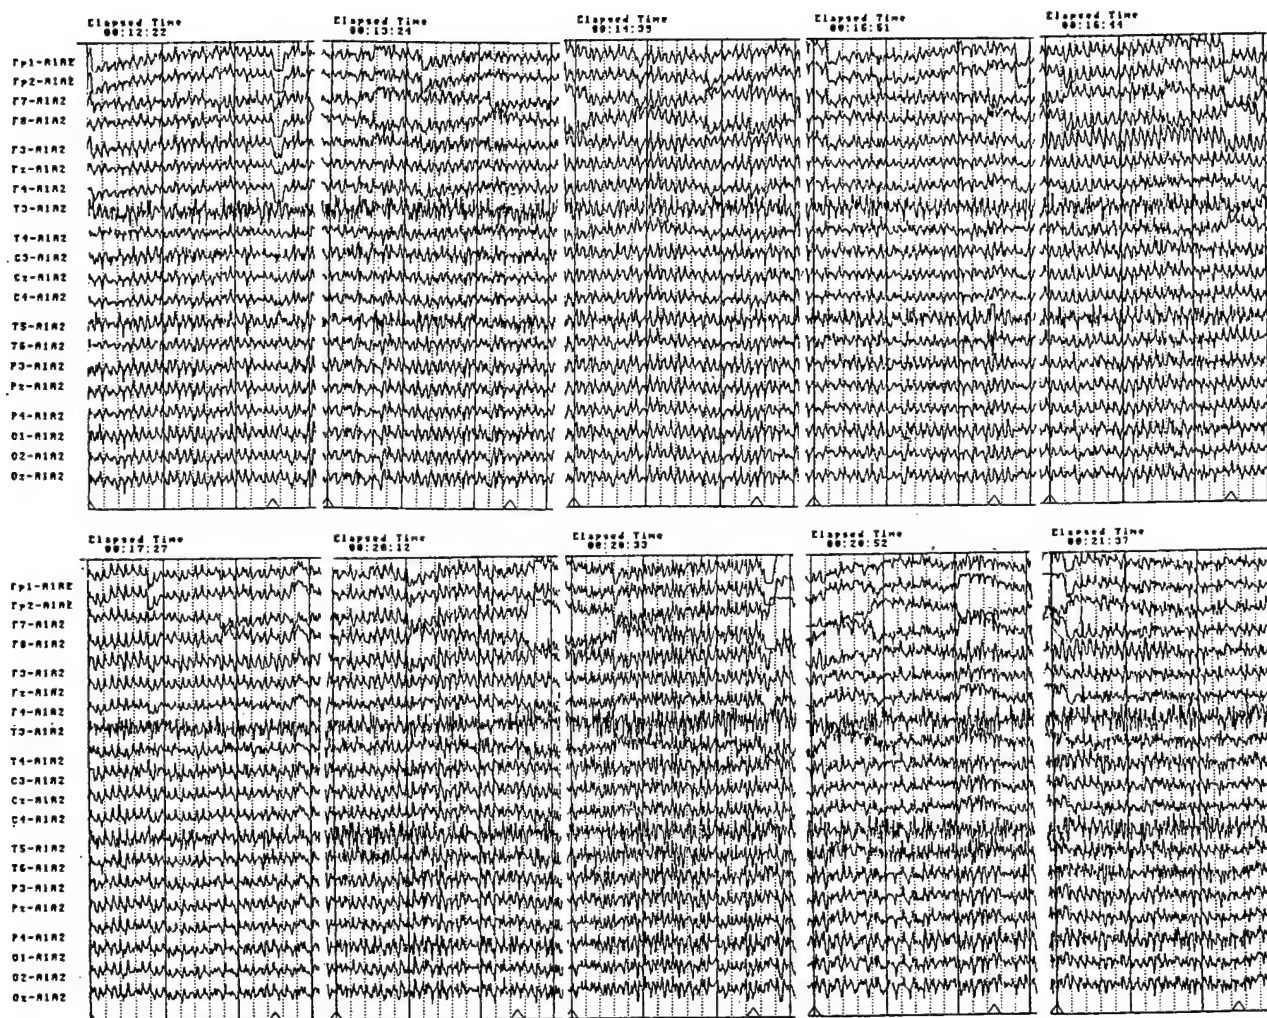 Elapsed Time
00:12:22
Elapsed Time
00:13:24
Elapsed Time
00:14:39
Elapsed Time
00:15:51
Elapsed Time
00:16:44
Fp1-A1A2
Fp2-A1A2
F7-A1A2
F8-A1A2
F3-A1A2
Fz-A1A2
F4-A1A2
T3-A1A2
T4-A1A2
C3-A1A2
Cz-A1A2
C4-A1A2
T5-A1A2
T6-A1A2
P3-A1A2
Pz-A1A2
P4-A1A2
O1-A1A2
O2-A1A2
Oz-A1A2
Elapsed Time
00:17:27
Elapsed Time
00:20:12
Elapsed Time
00:20:33
Elapsed Time
00:20:52
Elapsed Time
00:21:37
Fp1-A1A2
Fp2-A1A2
F7-A1A2
F8-A1A2
F3-A1A2
Fz-A1A2
F4-A1A2
T3-A1A2
T4-A1A2
C3-A1A2
Cz-A1A2
C4-A1A2
T5-A1A2
T6-A1A2
P3-A1A2
Pz-A1A2
P4-A1A2
O1-A1A2
O2-A1A2
Oz-A1A2